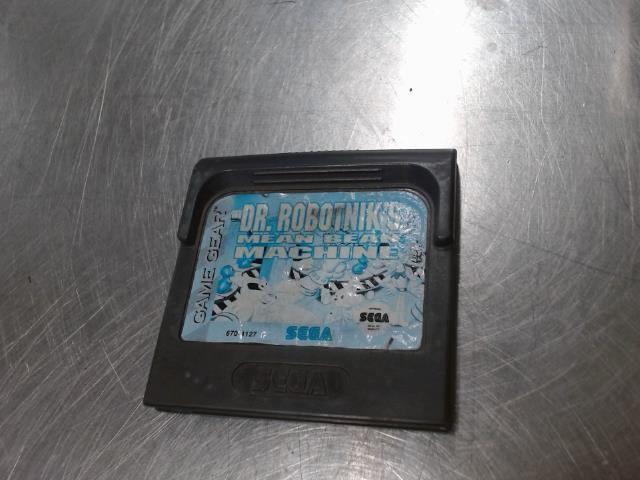 GAME GEAR
DR. ROBOTNIK'S
MEAN BEAN
MACHINE
SEGA
SEGA
SEGA